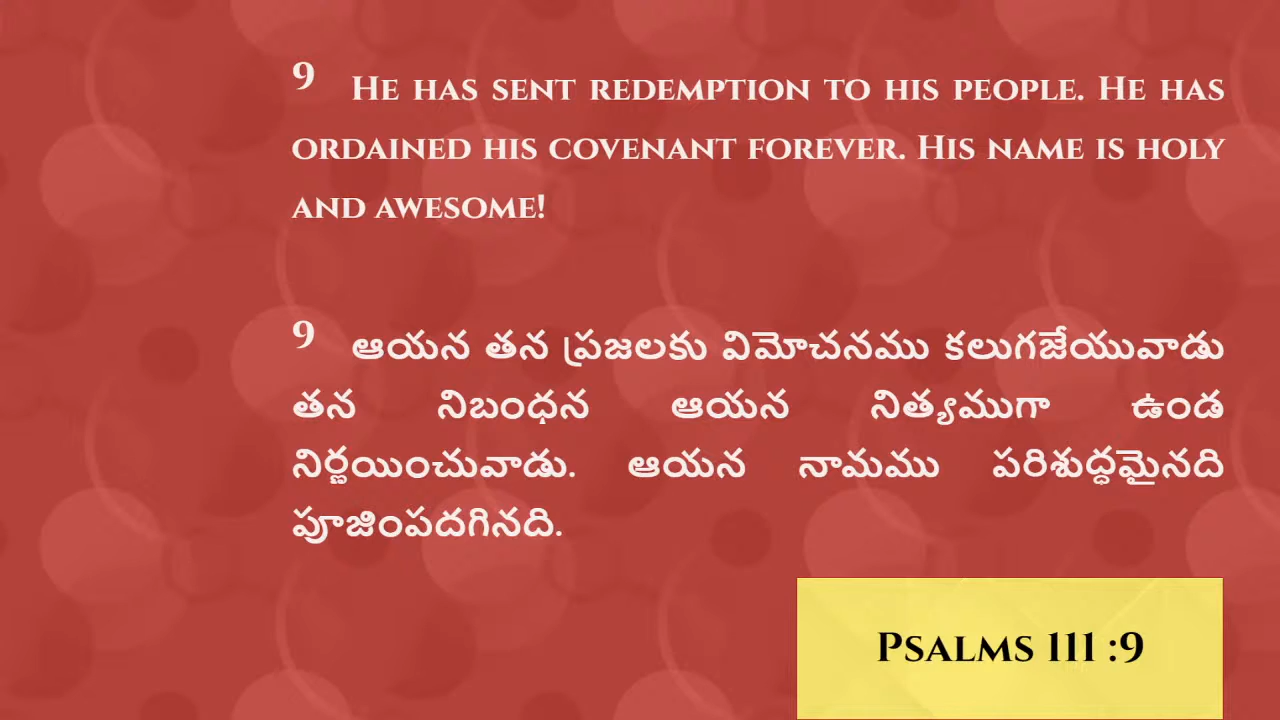 9 He has sent redemption to his people. He has
ordained his covenant forever. His name is holy
and awesome!
9 ఆయన తన ప్రజలకు విమోచనము కలుగజేయువాడు
తన నిబంధన ఆయన నిత్యముగా ఉండ
నిర్ణయించువాడు. ఆయన నామము పరిశుద్ధమైనది
పూజింపదగినది.
Psalms 111 :9